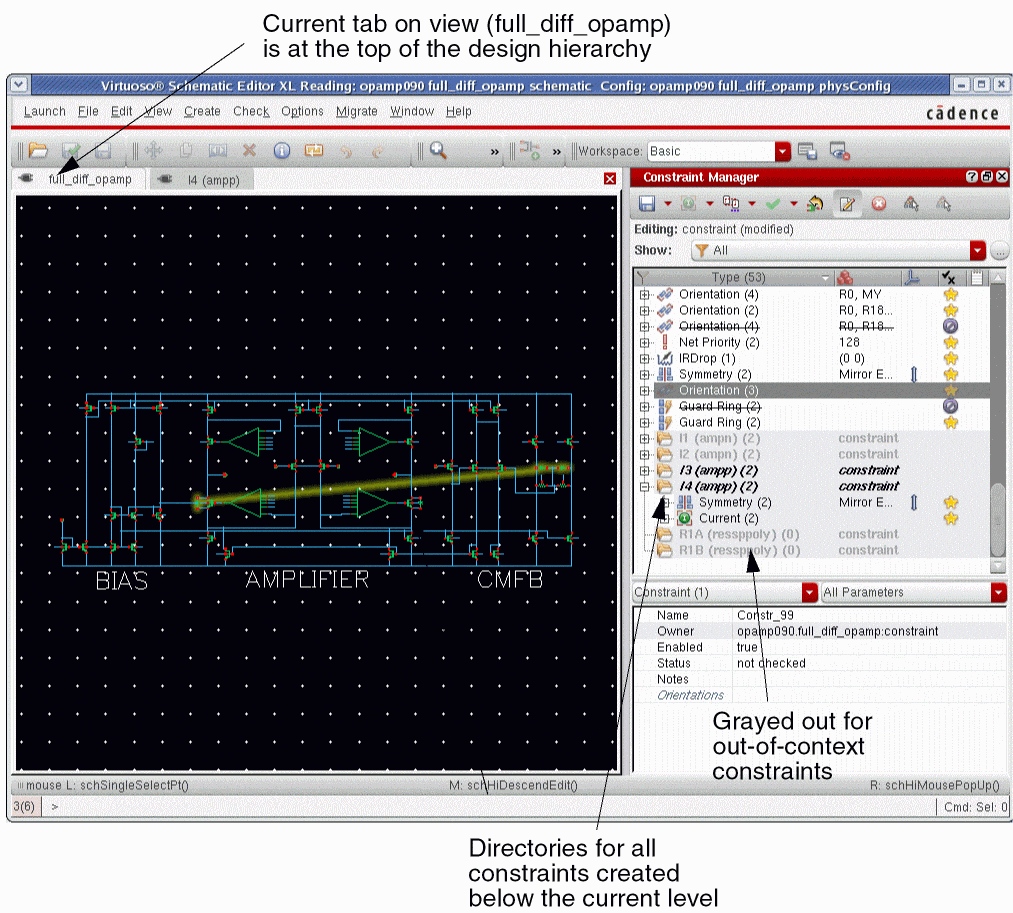 Current tab on view (full_diff_opamp)
is at the top of the design hierarchy
Virtuoso® Schematic Editor XL Reading: opamp090 full_diff_opamp schematic Config: opamp090 full_diff_opamp physConfig
Launch File Edit View Create Check Options Migrate Window Help
cādence
» » Workspace: Basic
full_diff_opamp I4 (ampp)
Constraint Manager
Editing: constraint (modified)
Show: All
Type (53)
Orientation (4) R0, MY
Orientation (2) R0, R18...
Orientation (4) R0, R18...
Net Priority (2) 128
IRDrop (1) (0 0)
Symmetry (2) Mirror E...
Orientation (3)
Guard Ring (2)
Guard Ring (2)
I1 (ampn) (2) constraint
I2 (ampn) (2) constraint
I3 (ampp) (2) constraint
I4 (ampp) (2) constraint
Symmetry (2) Mirror E...
Current (2)
R1A (ressppoly) (0) constraint
R1B (ressppoly) (0) constraint
BIAS AMPLIFIER CMFB
Constraint (1) All Parameters
Name Constr_99
Owner opamp090.full_diff_opamp:constraint
Enabled true
Status not checked
Notes
Orientations
Grayed out for
out-of-context
constraints
mouse L: schSingleSelectPt() M: schHiDescendEdit() R: schHiMousePopUp()
3(6) > Cmd: Sel: 0
Directories for all
constraints created
below the current level